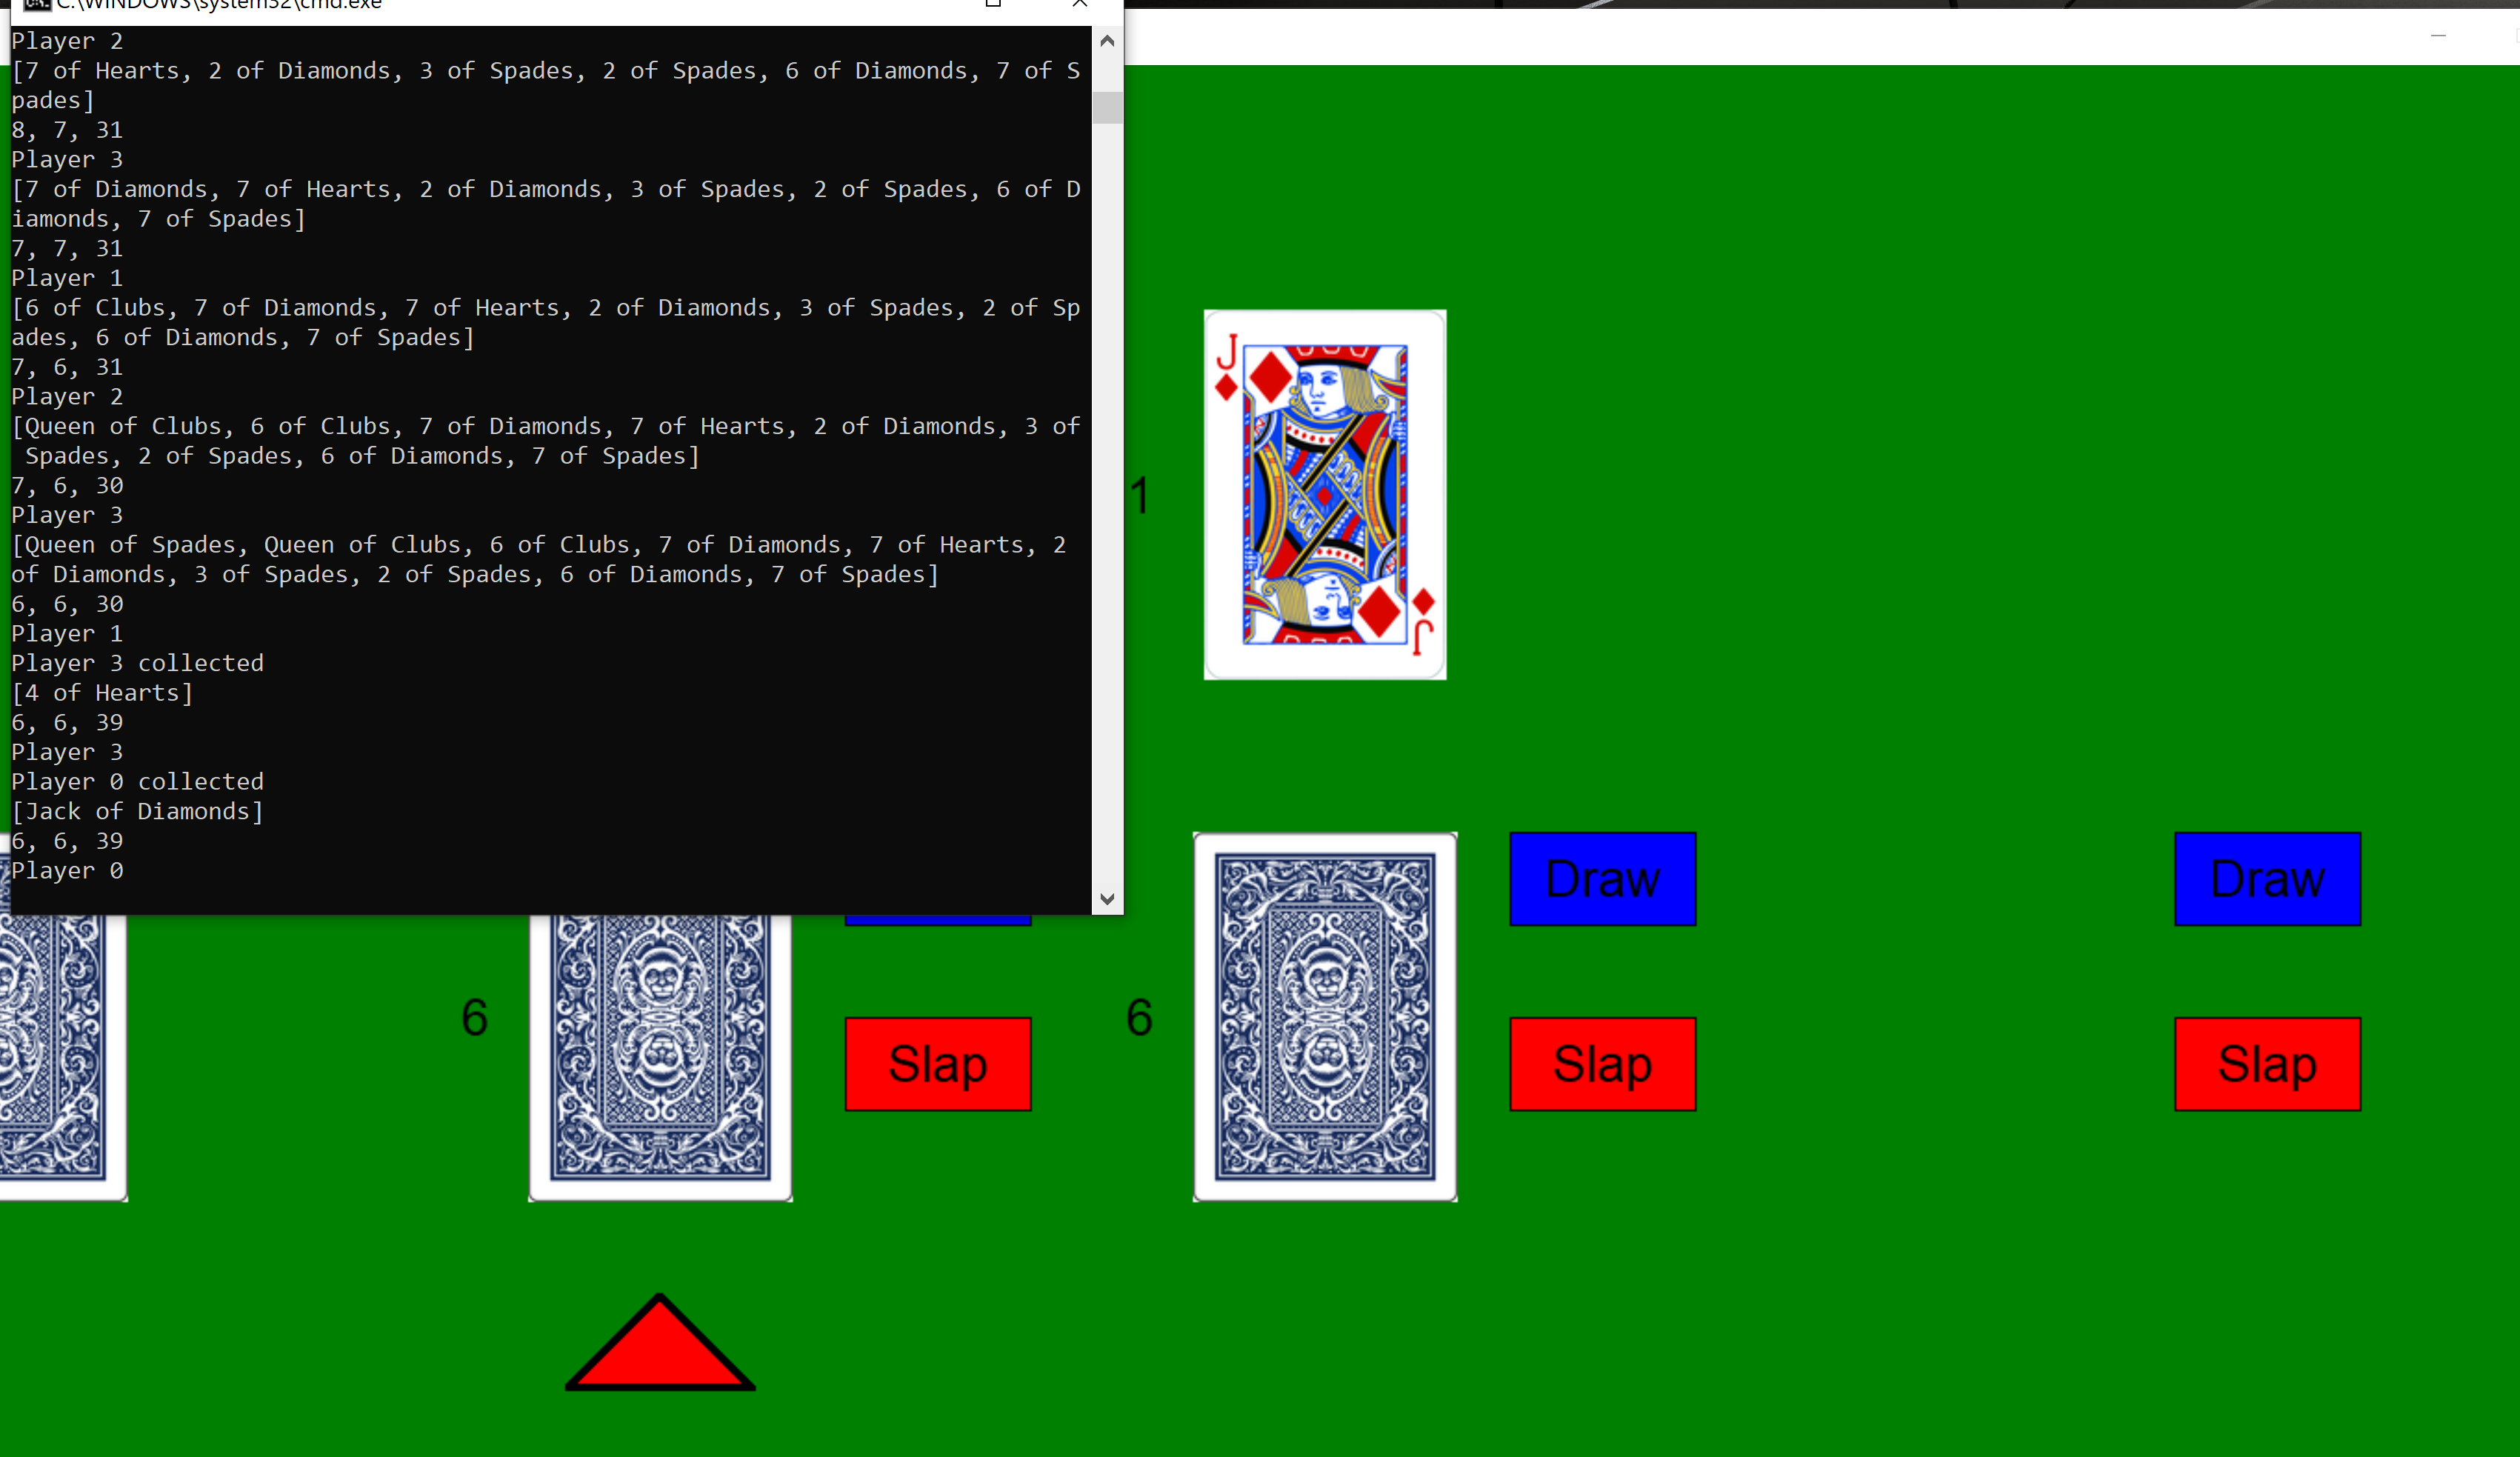 C:\WINDOWS\system32\cmd.exe
Player 2
[7 of Hearts, 2 of Diamonds, 3 of Spades, 2 of Spades, 6 of Diamonds, 7 of S
pades]
8, 7, 31
Player 3
[7 of Diamonds, 7 of Hearts, 2 of Diamonds, 3 of Spades, 2 of Spades, 6 of D
iamonds, 7 of Spades]
7, 7, 31
Player 1
[6 of Clubs, 7 of Diamonds, 7 of Hearts, 2 of Diamonds, 3 of Spades, 2 of Sp
ades, 6 of Diamonds, 7 of Spades]
7, 6, 31
Player 2
[Queen of Clubs, 6 of Clubs, 7 of Diamonds, 7 of Hearts, 2 of Diamonds, 3 of
 Spades, 2 of Spades, 6 of Diamonds, 7 of Spades]
7, 6, 30
Player 3
[Queen of Spades, Queen of Clubs, 6 of Clubs, 7 of Diamonds, 7 of Hearts, 2
of Diamonds, 3 of Spades, 2 of Spades, 6 of Diamonds, 7 of Spades]
6, 6, 30
Player 1
Player 3 collected
[4 of Hearts]
6, 6, 39
Player 3
Player 0 collected
[Jack of Diamonds]
6, 6, 39
Player 0
1
J
J
Draw
Draw
6
Slap
6
Slap
Slap